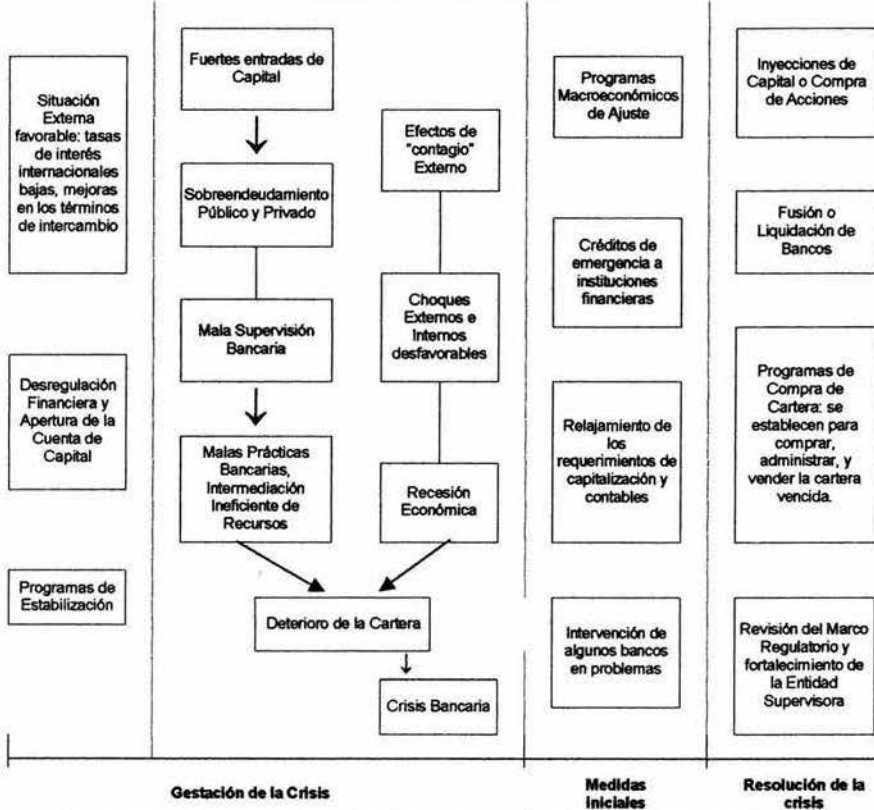 Situación
Externa
favorable: tasas
de interés
internacionales
bajas, mejoras
en los términos
de intercambio
Desregulación
Financiera y
Apertura de la
Cuenta de
Capital
Programas de
Estabilización
Fuertes entradas de
Capital
Sobreendeudamiento
Público y Privado
Mala Supervisión
Bancaria
Malas Prácticas
Bancarias,
Intermediación
Ineficiente de
Recursos
Efectos de
"contagio"
Externo
Choques
Externos e
Internos
desfavorables
Recesión
Económica
Deterioro de la Cartera
Crisis Bancaria
Programas
Macroeconómicos
de Ajuste
Créditos de
emergencia a
instituciones
financieras
Relajamiento de
los
requerimientos de
capitalización y
contables
Intervención de
algunos bancos
en problemas
Inyecciones de
Capital o Compra
de Acciones
Fusión o
Liquidación de
Bancos
Programas de
Compra de
Cartera: se
establecen para
comprar,
administrar, y
vender la cartera
vencida.
Revisión del Marco
Regulatorio y
fortalecimiento de
la Entidad
Supervisora
Gestación de la Crisis
Medidas
iniciales
Resolución de la
crisis